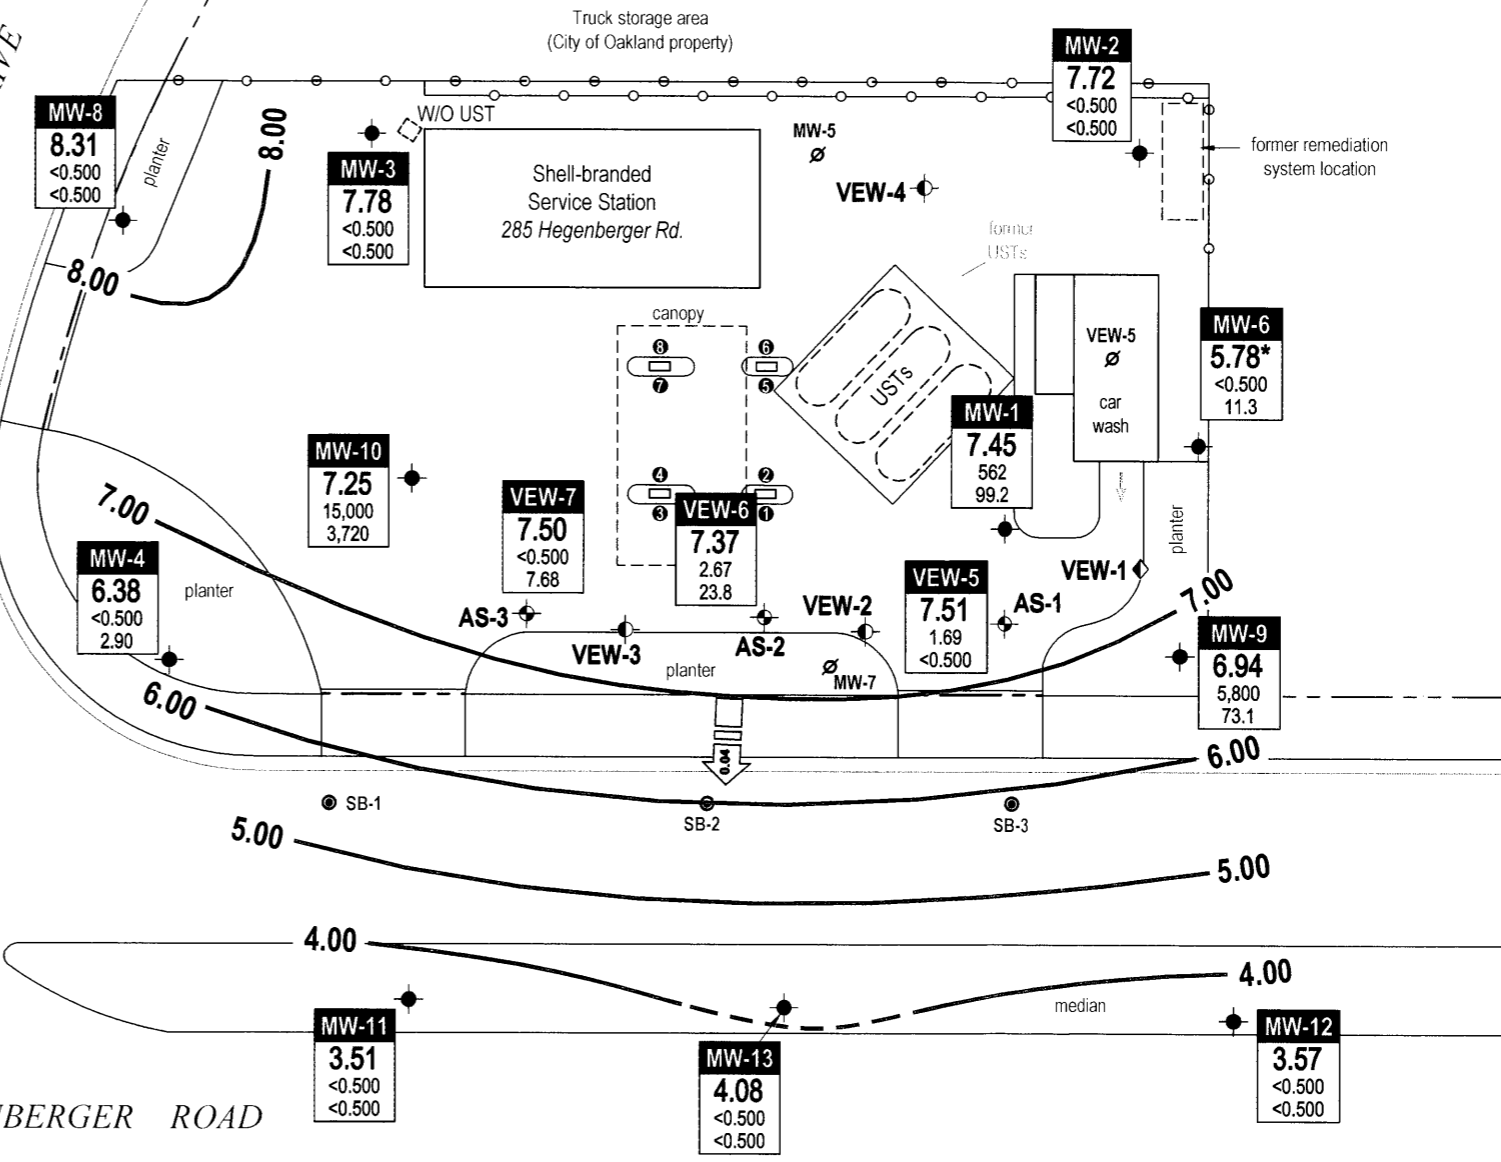 Truck storage area
(City of Oakland property)
MW-2
7.72
<0.500
<0.500
MW-8
8.31
<0.500
<0.500
planter
8.00
W/O UST
MW-3
7.78
<0.500
<0.500
Shell-branded
Service Station
285 Hegenberger Rd.
MW-5
VEW-4
former remediation
system location
former
USTs
8.00
canopy
8
7
6
5
USTs
VEW-5
car
wash
MW-6
5.78*
<0.500
11.3
MW-1
7.45
562
99.2
MW-10
7.25
15,000
3,720
7.00
VEW-7
7.50
<0.500
7.68
4
3
2
1
VEW-6
7.37
2.67
23.8
planter
MW-4
6.38
<0.500
2.90
planter
AS-3
VEW-3
AS-2
VEW-2
VEW-5
7.51
1.69
<0.500
AS-1
VEW-1
7.00
planter
MW-7
MW-9
6.94
5,800
73.1
6.00
0.04
6.00
SB-1
SB-2
SB-3
5.00
5.00
4.00
4.00
median
MW-11
3.51
<0.500
<0.500
MW-13
4.08
<0.500
<0.500
MW-12
3.57
<0.500
<0.500
BERGER ROAD